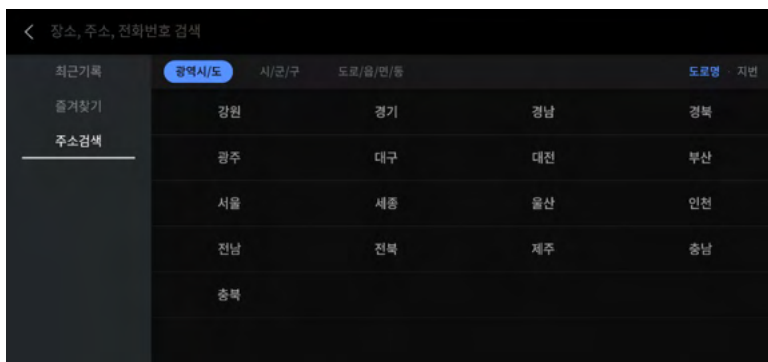 장소, 주소, 전화번호 검색
최근기록
즐겨찾기
주소검색
광역시/도 시/군/구 도로/읍/면/동 도로명 · 지번
강원 경기 경남 경북
광주 대구 대전 부산
서울 세종 울산 인천
전남 전북 제주 충남
충북